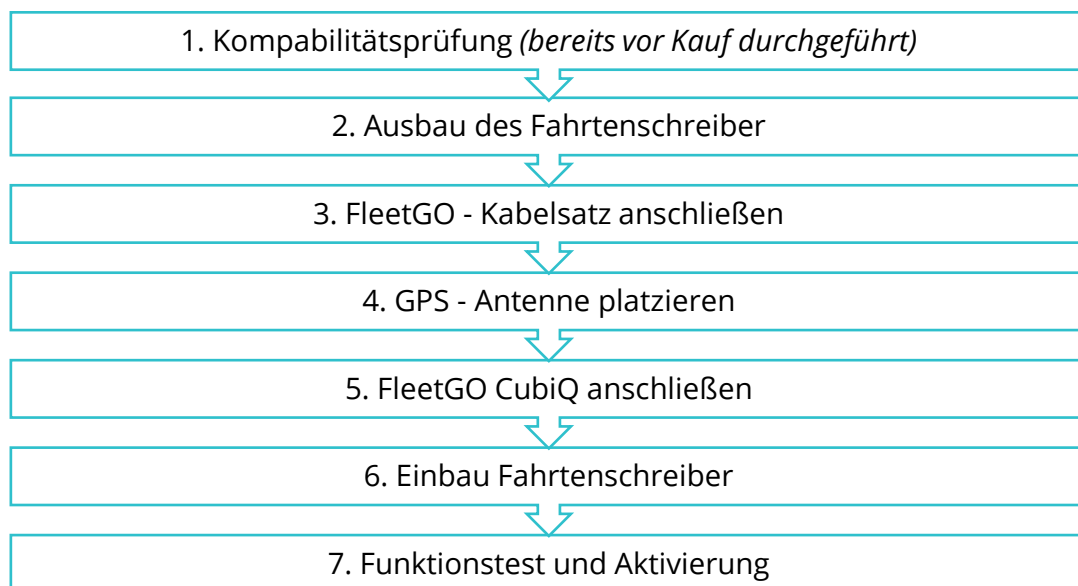 1. Kompabilitätsprüfung (bereits vor Kauf durchgeführt)
2. Ausbau des Fahrtenschreiber
3. FleetGO - Kabelsatz anschließen
4. GPS - Antenne platzieren
5. FleetGO CubiQ anschließen
6. Einbau Fahrtenschreiber
7. Funktionstest und Aktivierung